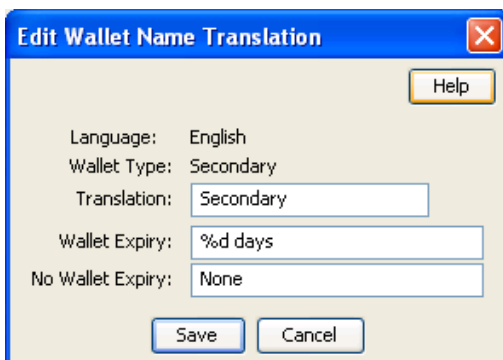 Edit Wallet Name Translation
Help
Language: English
Wallet Type: Secondary
Translation: Secondary
Wallet Expiry: %d days
No Wallet Expiry: None
Save Cancel